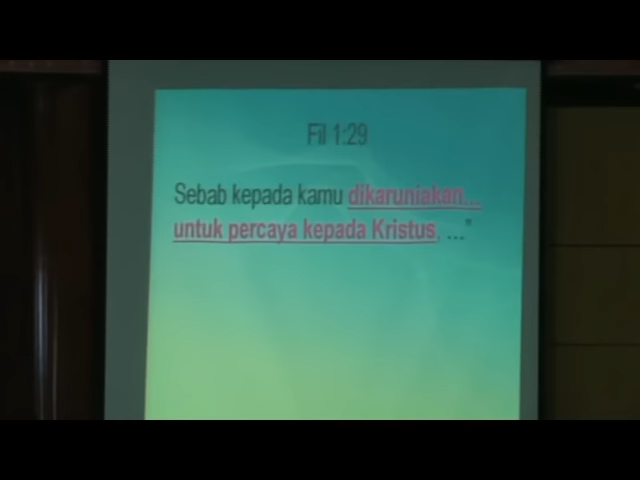 Fil 1:29
Sebab kepada kamu dikaruniakan...
untuk percaya kepada Kristus, ..."